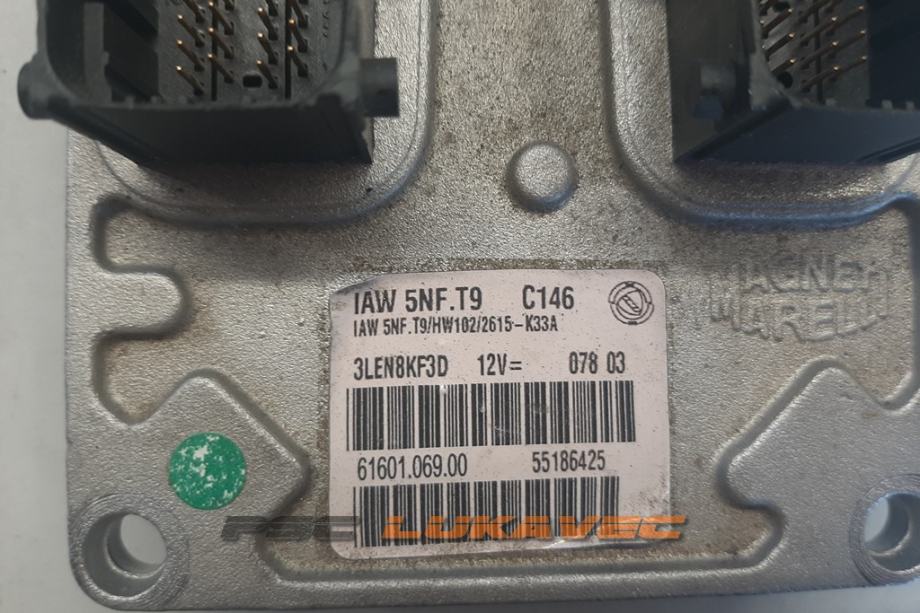 IAW 5NF.T9 C146
IAW 5NF.T9/HW102/2615-K33A
3LEN8KF3D 12V= 078 03
61601.069.00 55186425
MAGNETI
MARELLI
PSC LUKAVEC